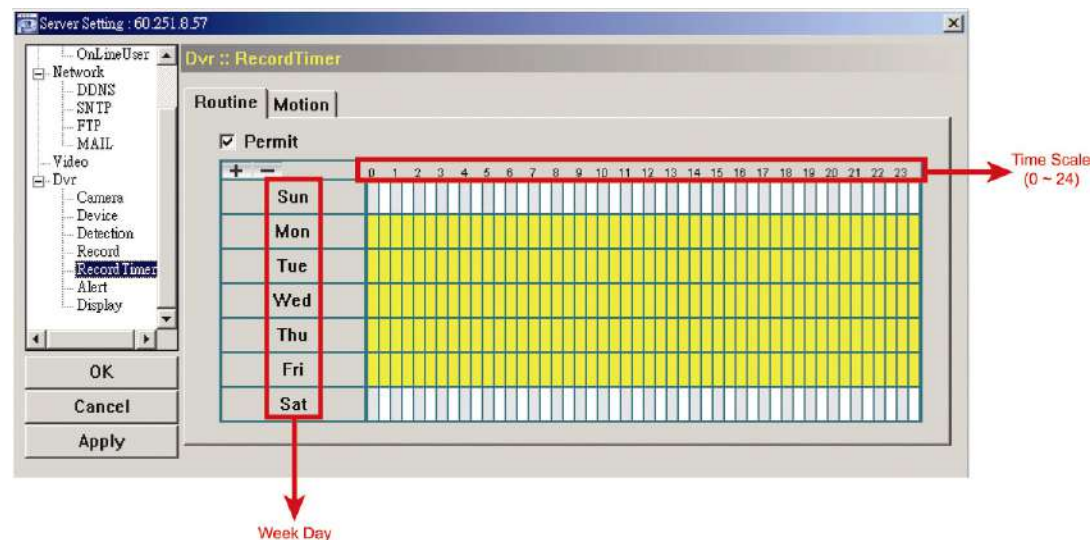 Server Setting : 60.251.8.57
OnLineUser
Network
DDNS
SNTP
FTP
MAIL
Video
Dvr
Camera
Device
Detection
Record
RecordTimer
Alert
Display
OK
Cancel
Apply
Dvr :: RecordTimer
Routine
Motion
Permit
+ −
0 1 2 3 4 5 6 7 8 9 10 11 12 13 14 15 16 17 18 19 20 21 22 23
Sun
Mon
Tue
Wed
Thu
Fri
Sat
Time Scale
(0 ~ 24)
Week Day